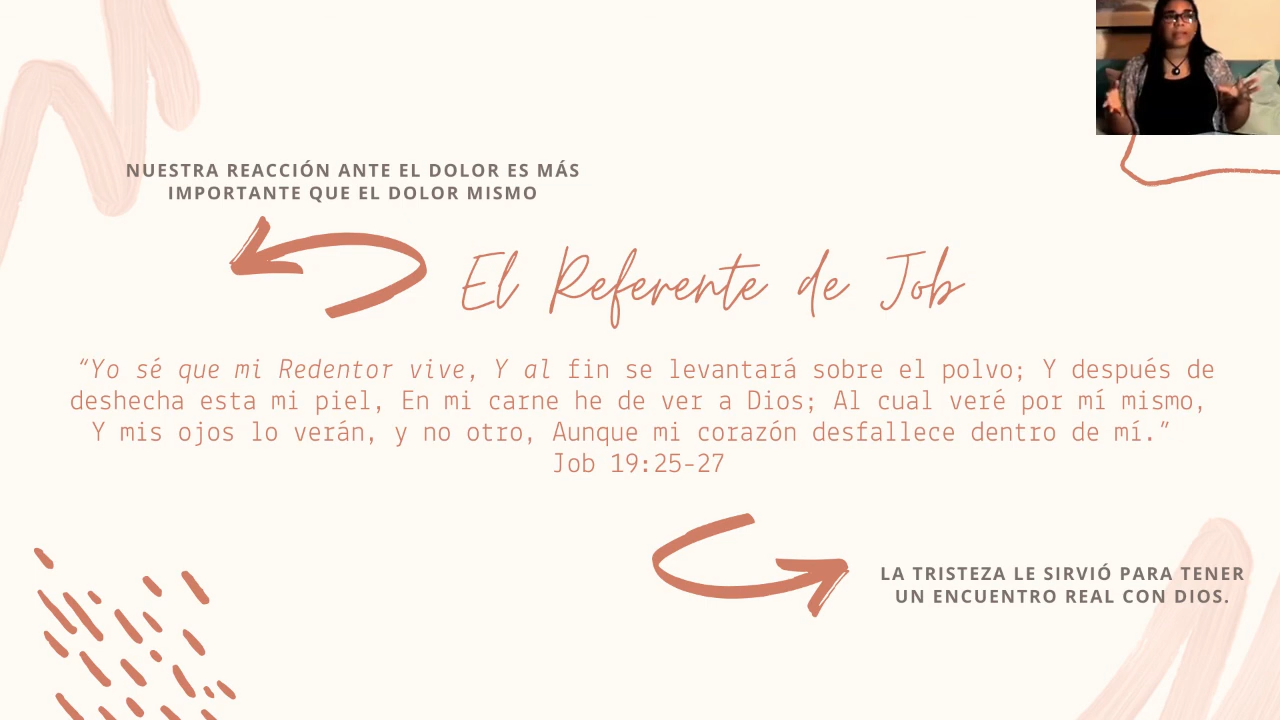 NUESTRA REACCIÓN ANTE EL DOLOR ES MÁS
IMPORTANTE QUE EL DOLOR MISMO
El Referente de Job
“Yo sé que mi Redentor vive, Y al fin se levantará sobre el polvo; Y después de
deshecha esta mi piel, En mi carne he de ver a Dios; Al cual veré por mí mismo,
Y mis ojos lo verán, y no otro, Aunque mi corazón desfallece dentro de mí.”
Job 19:25-27
LA TRISTEZA LE SIRVIÓ PARA TENER
UN ENCUENTRO REAL CON DIOS.